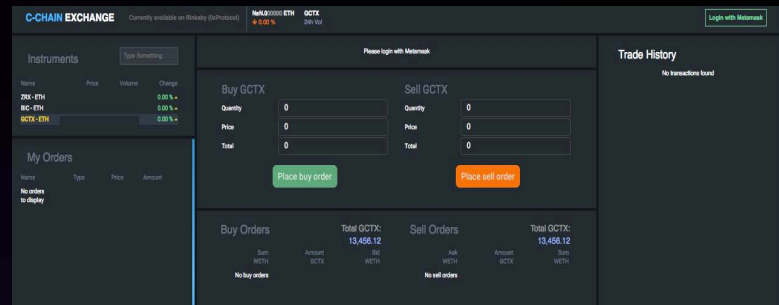 C-CHAIN EXCHANGE
Currently available on Rinkeby (0xProtocol)
NaN.000000 ETH GCTX
0.00 % 24h Vol
Login with Metamask
Instruments
Type Something
Name Price Volume Change
ZRX - ETH 0.00 %
BIC - ETH 0.00 %
GCTX - ETH 0.00 %
My Orders
Name Type Price Amount
No orders
to display
Please login with Metamask
Buy GCTX
Quantity 0
Price 0
Total 0
Place buy order
Sell GCTX
Quantity 0
Price 0
Total 0
Place sell order
Buy Orders
Total GCTX:
13,456.12
Sum Amount Bid
WETH GCTX WETH
No buy orders
Sell Orders
Total GCTX:
13,456.12
Ask Amount Sum
WETH GCTX WETH
No sell orders
Trade History
No transactions found